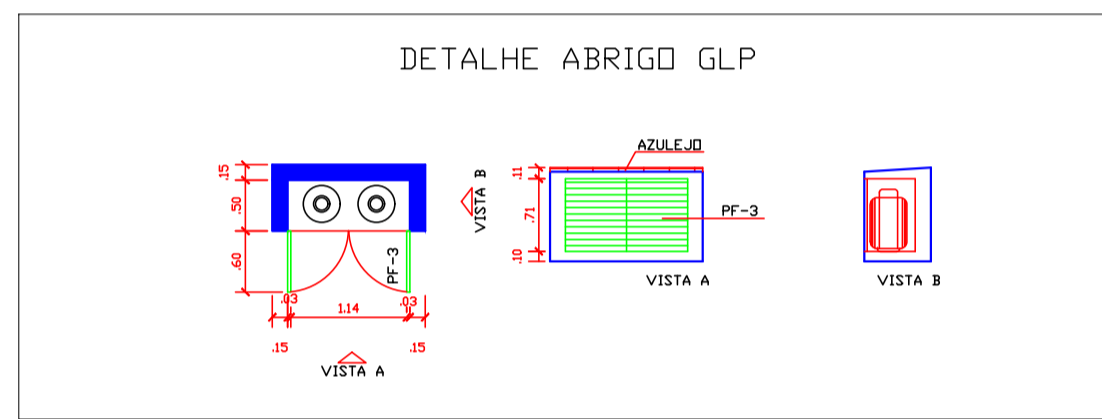 DETALHE ABRIGO GLP
.15
.50
.60
PF-3
.03
1.14
.03
.15
.15
VISTA A
VISTA B
AZULEJO
.11
.71
.10
PF-3
VISTA A
VISTA B